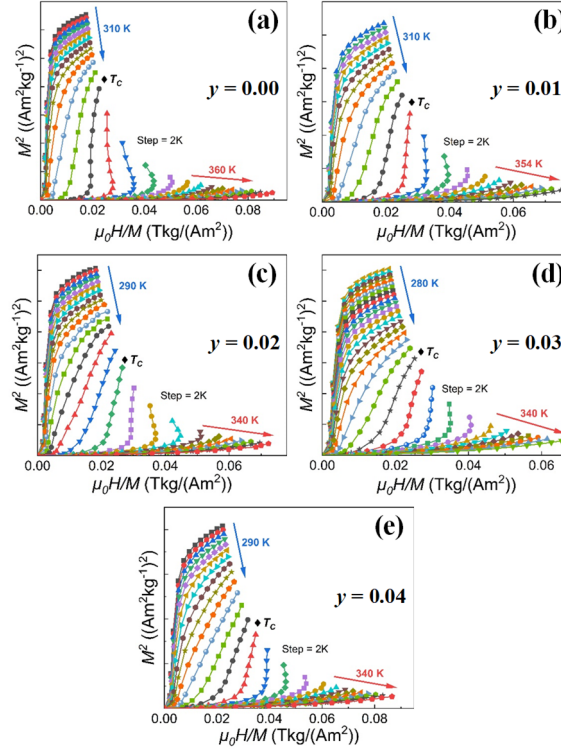 (a)
310 K
♦ T_C
y = 0.00
Step = 2K
360 K
M² ((Am²kg⁻¹)²)
0.00 0.02 0.04 0.06 0.08
μ₀H/M (Tkg/(Am²))
(b)
310 K
♦ T_C
y = 0.01
Step = 2K
354 K
M² ((Am²kg⁻¹)²)
0.00 0.02 0.04 0.06
μ₀H/M (Tkg/(Am²))
(c)
290 K
♦ T_C
y = 0.02
Step = 2K
340 K
M² ((Am²kg⁻¹)²)
0.00 0.02 0.04 0.06
μ₀H/M (Tkg/(Am²))
(d)
280 K
♦ T_C
y = 0.03
Step = 2K
340 K
M² ((Am²kg⁻¹)²)
0.00 0.02 0.04 0.06
μ₀H/M (Tkg/(Am²))
(e)
290 K
♦ T_C
y = 0.04
Step = 2K
340 K
M² ((Am²kg⁻¹)²)
0.00 0.02 0.04 0.06 0.08
μ₀H/M (Tkg/(Am²))